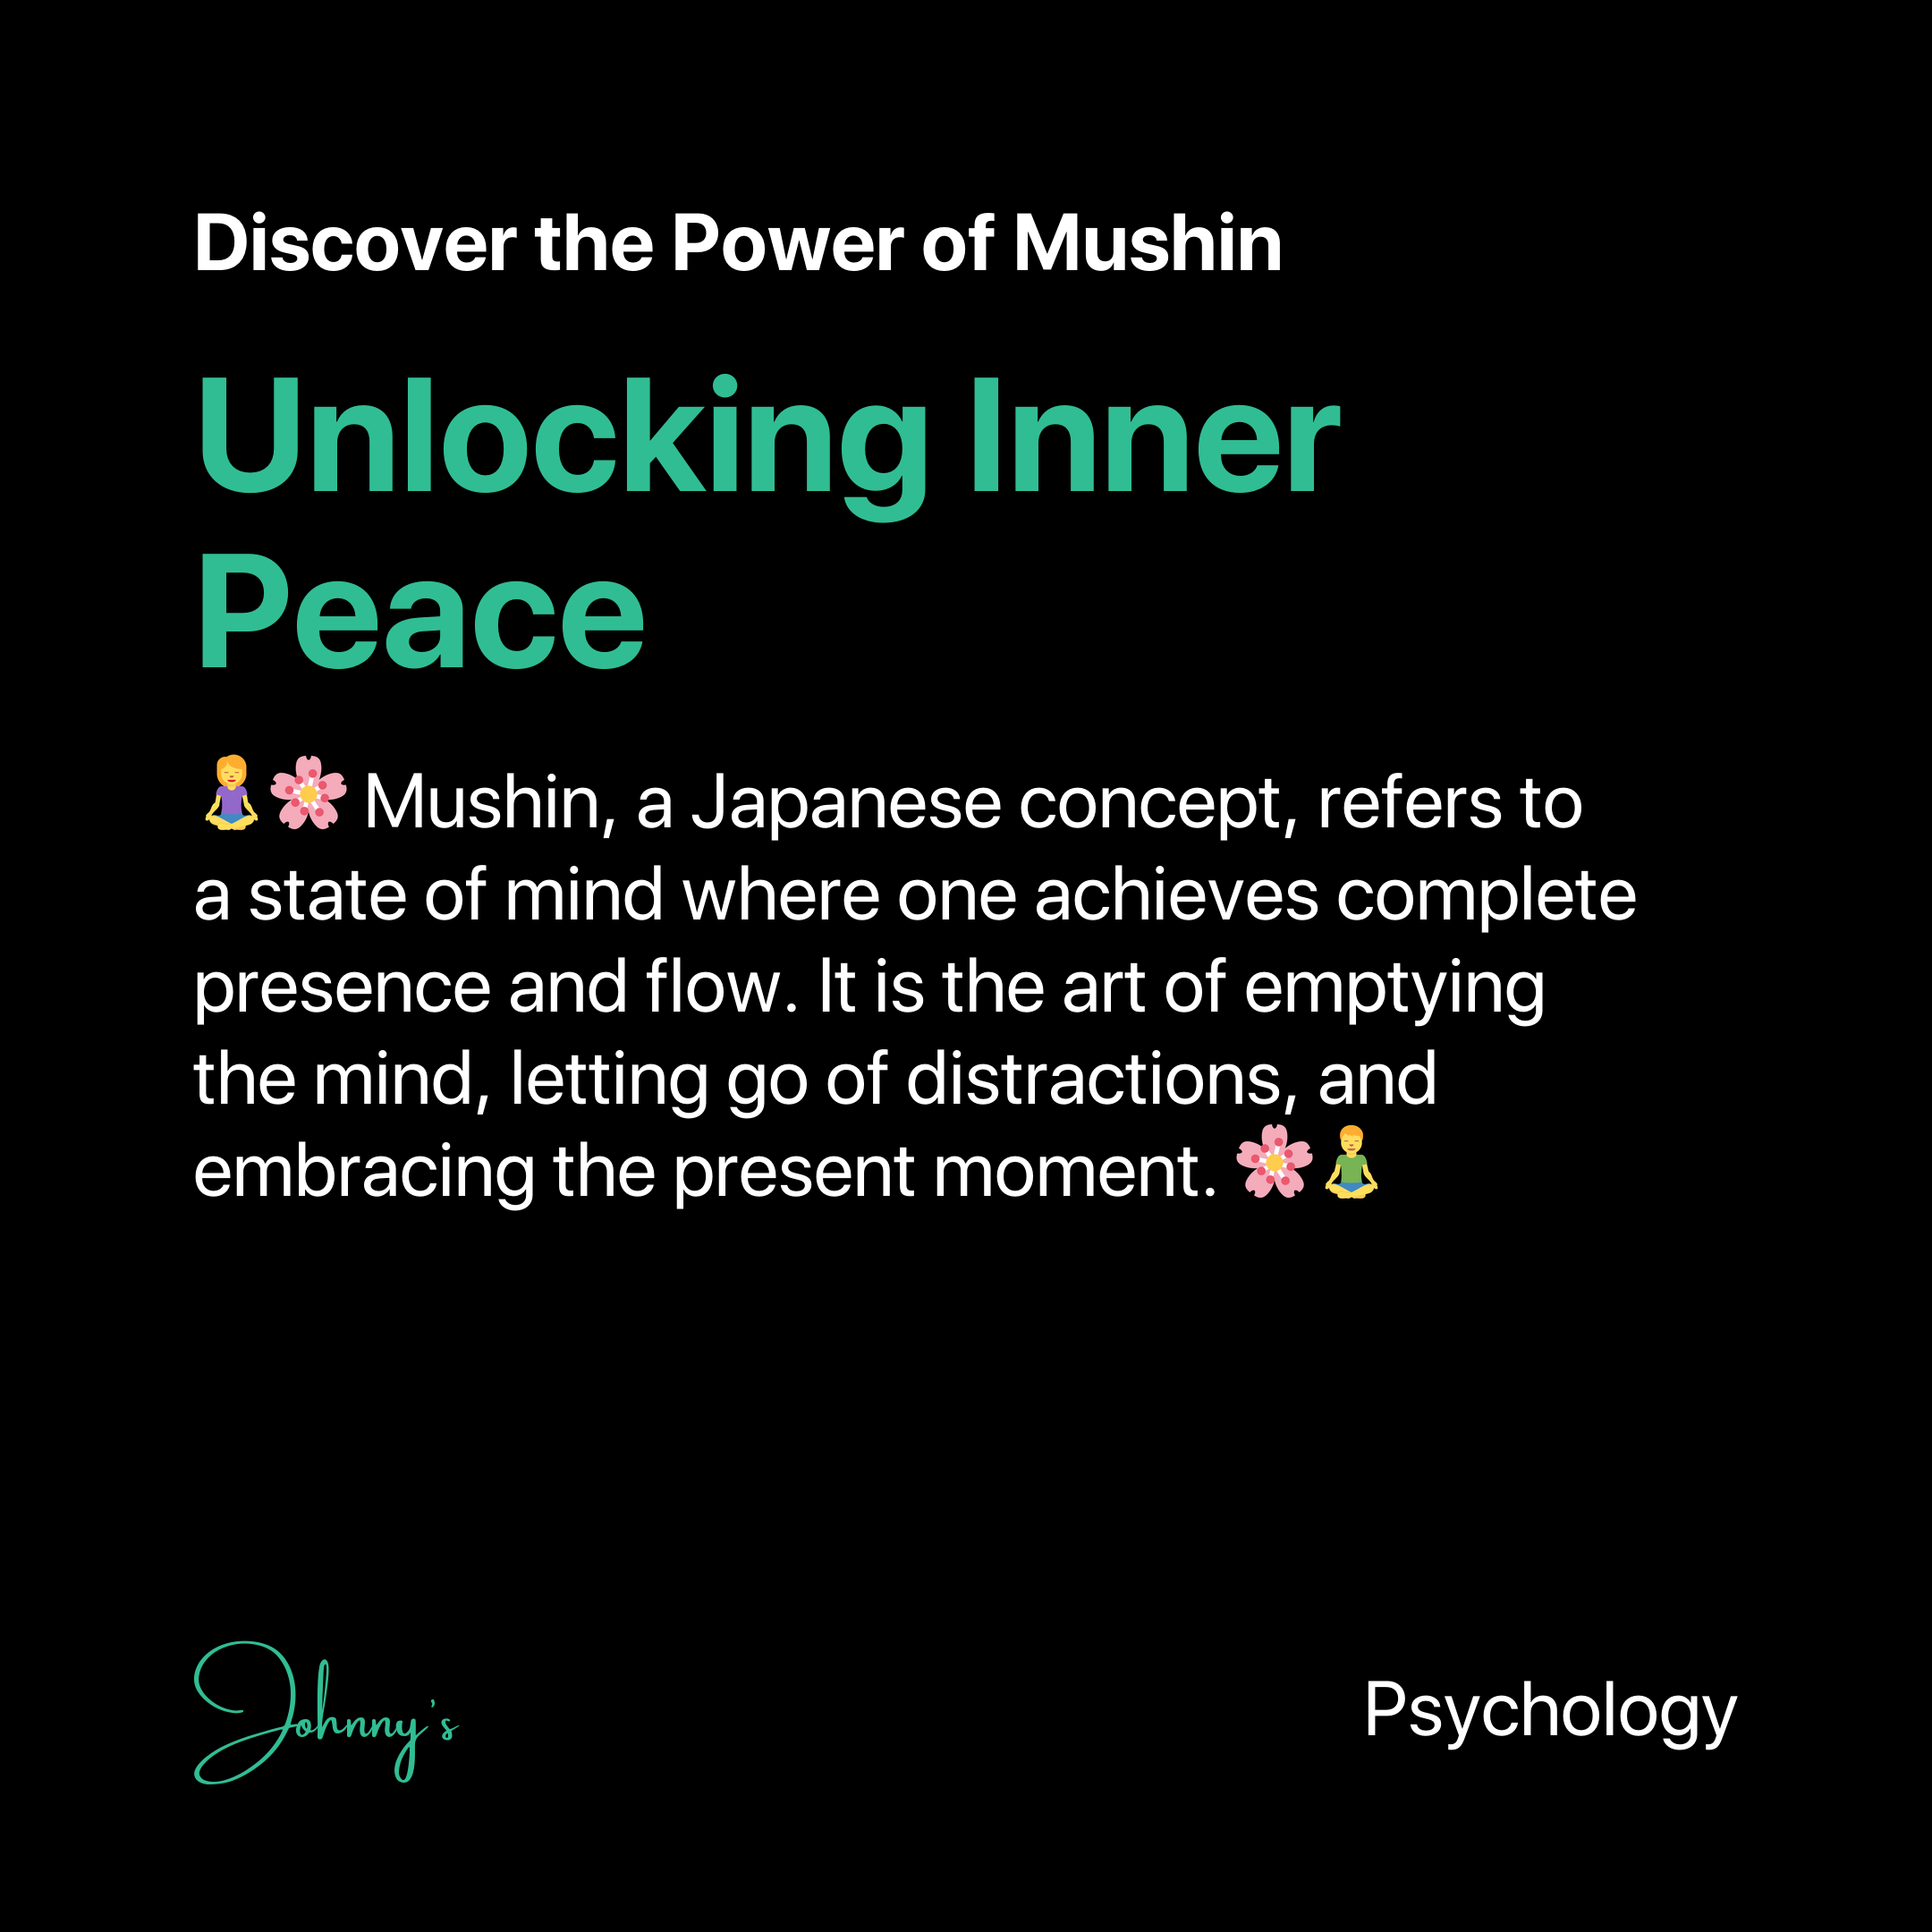 Discover the Power of Mushin
Unlocking Inner
Peace
🧘‍♀️🌸 Mushin, a Japanese concept, refers to
a state of mind where one achieves complete
presence and flow. It is the art of emptying
the mind, letting go of distractions, and
embracing the present moment. 🌸🧘‍♂️
Johnny's
Psychology